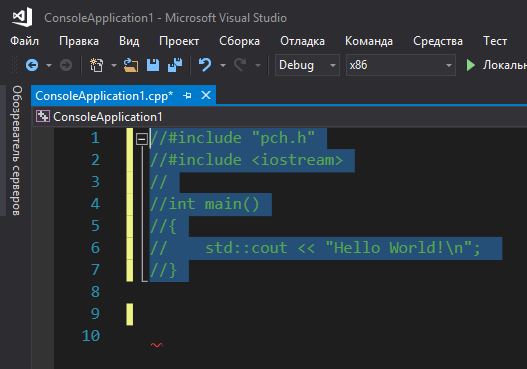 ConsoleApplication1 - Microsoft Visual Studio
Файл Правка Вид Проект Сборка Отладка Команда Средства Тест
Debug x86 Локальн
Обозреватель серверов
ConsoleApplication1.cpp*
ConsoleApplication1
1 //#include "pch.h"
2 //#include <iostream>
3 //
4 //int main()
5 //{
6 //    std::cout << "Hello World!\n";
7 //}
8
9
10